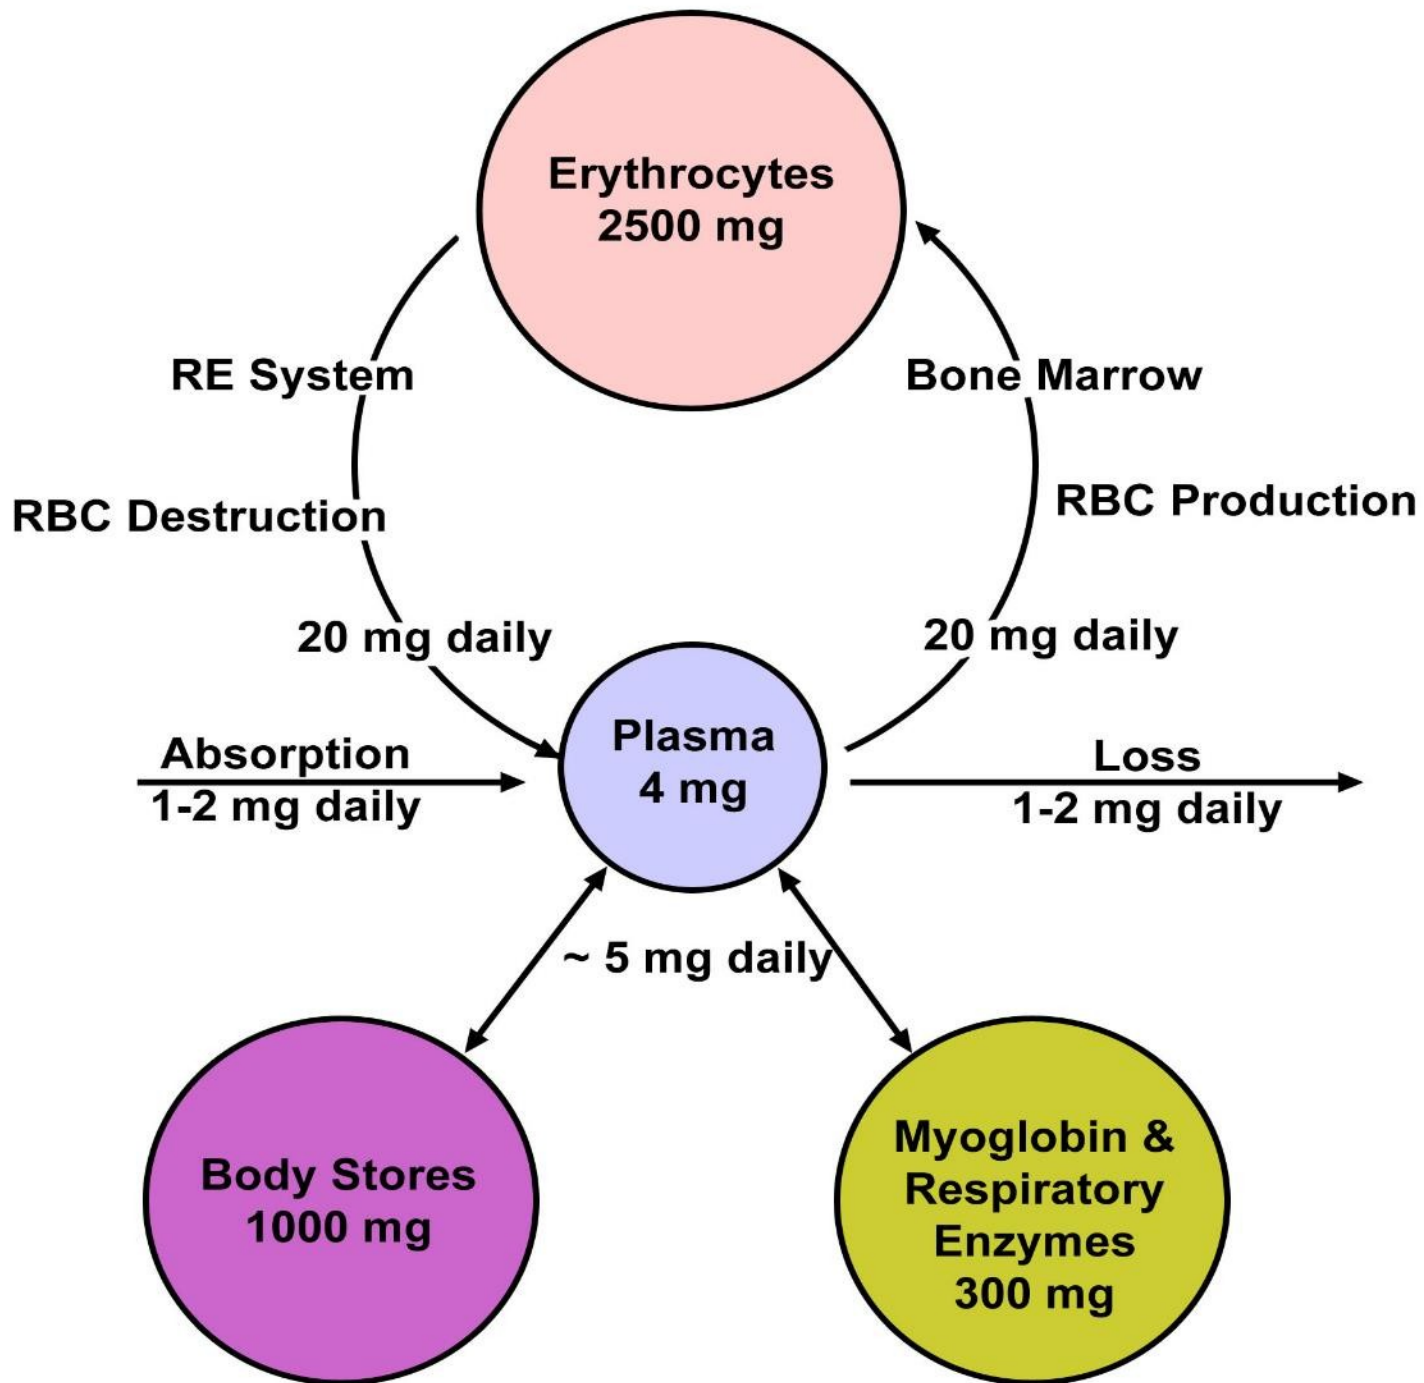 Erythrocytes
2500 mg
RE System
Bone Marrow
RBC Destruction
RBC Production
20 mg daily
20 mg daily
Absorption
1-2 mg daily
Plasma
4 mg
Loss
1-2 mg daily
~ 5 mg daily
Body Stores
1000 mg
Myoglobin &
Respiratory
Enzymes
300 mg